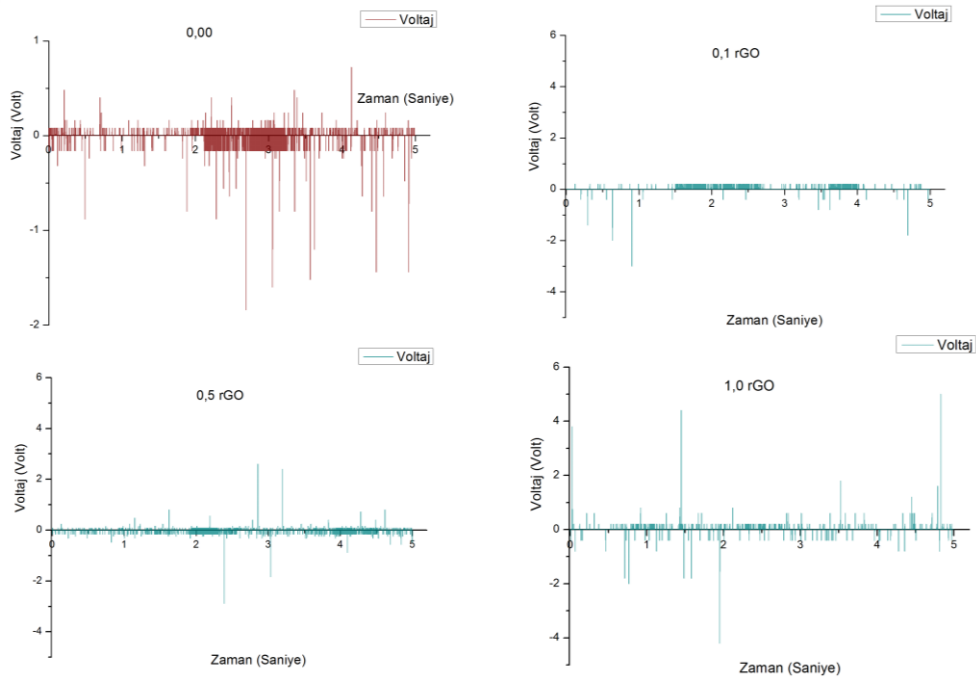 Voltaj
0,00
Voltaj (Volt)
Zaman (Saniye)
1
0
-1
-2
0 1 2 3 4 5
Voltaj
0,1 rGO
Voltaj (Volt)
6
4
2
0
-2
-4
0 1 2 3 4 5
Zaman (Saniye)
Voltaj
0,5 rGO
Voltaj (Volt)
6
4
2
0
-2
-4
0 1 2 3 4 5
Zaman (Saniye)
Voltaj
1,0 rGO
Voltaj (Volt)
6
4
2
0
-2
-4
0 1 2 3 4 5
Zaman (Saniye)